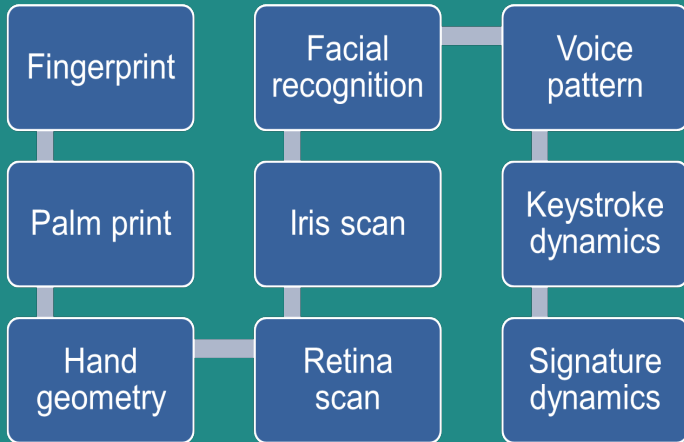 Fingerprint
Palm print
Hand
geometry
Retina
scan
Iris scan
Facial
recognition
Voice
pattern
Keystroke
dynamics
Signature
dynamics